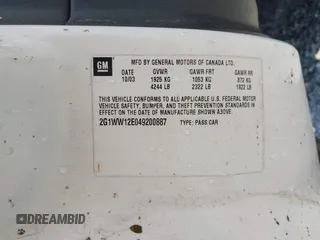 GM
MFD BY GENERAL MOTORS OF CANADA LTD.
10/03 GVWR GAWR FRT GAWR RR
1925 KG 1053 KG 872 KG
4244 LB 2322 LB 1922 LB
THIS VEHICLE CONFORMS TO ALL APPLICABLE U.S. FEDERAL MOTOR
VEHICLE SAFETY, BUMPER, AND THEFT PREVENTION STANDARDS IN
EFFECT ON THE DATE OF MANUFACTURE SHOWN ABOVE.
2G1WW12E049200867 TYPE: PASS CAR
DREAMBID